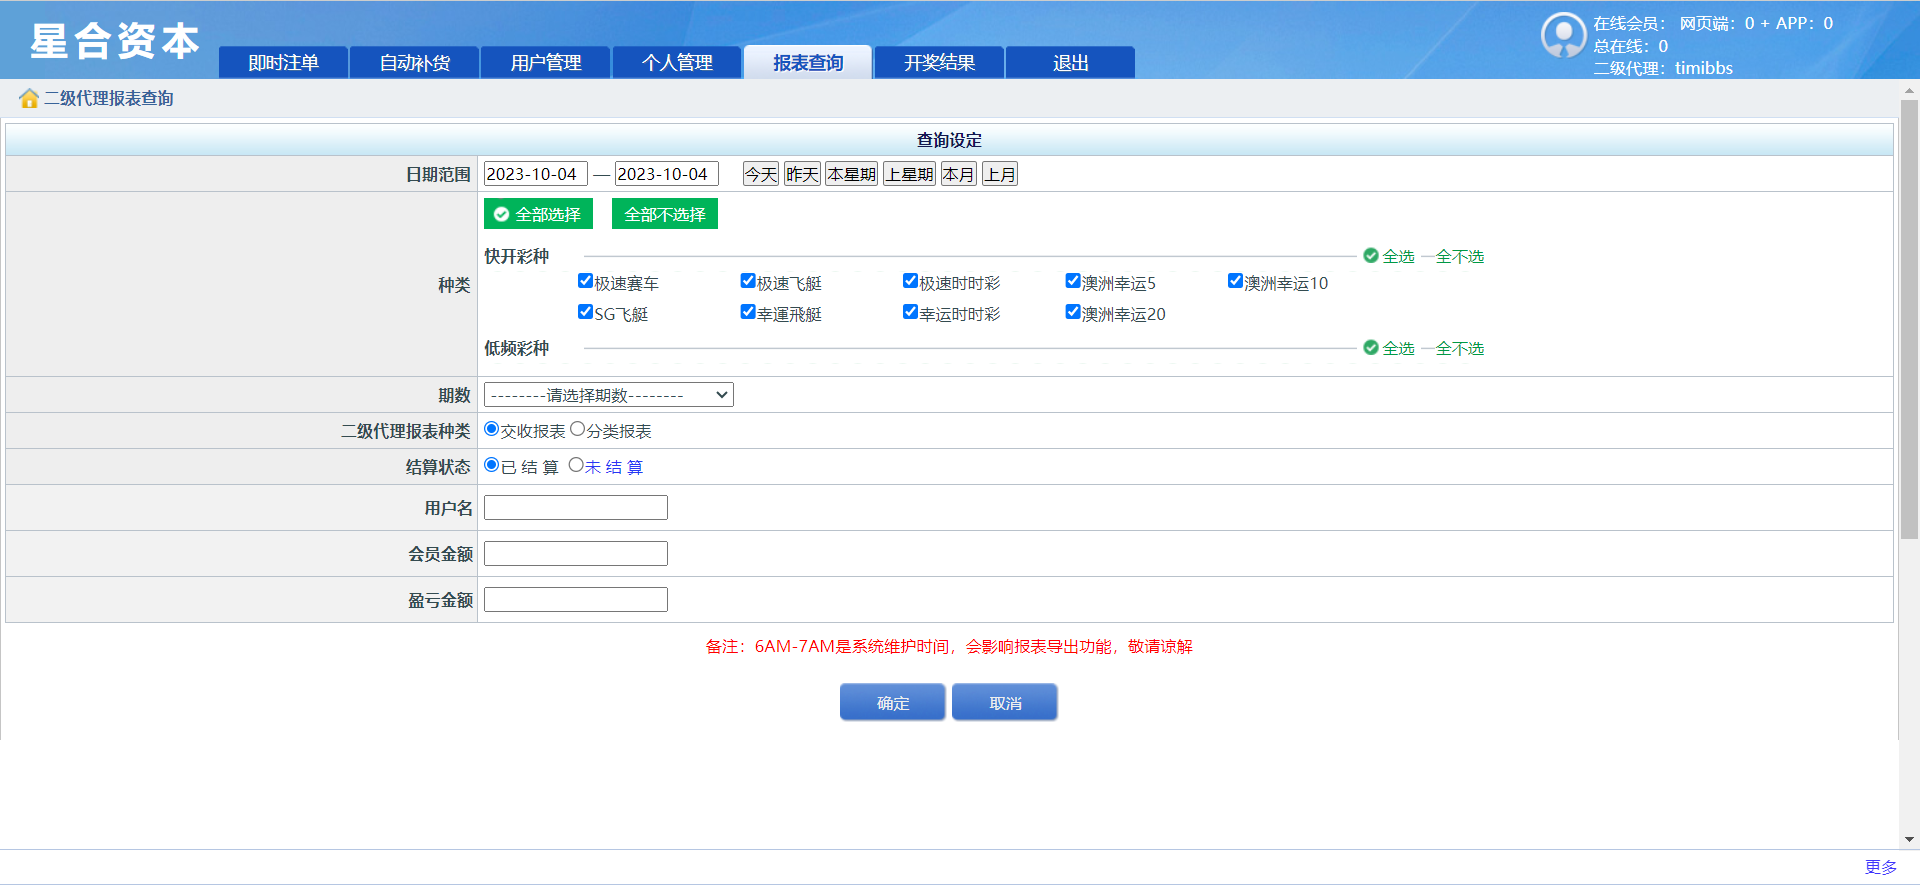 星合资本
即时注单 自动补货 用户管理 个人管理 报表查询 开奖结果 退出
在线会员： 网页端：0 + APP：0
总在线：0
二级代理：timibbs
二级代理报表查询
查询设定
日期范围 2023-10-04 — 2023-10-04 今天 昨天 本星期 上星期 本月 上月
种类
全部选择 全部不选择
快开彩种 全选 全不选
极速赛车 极速飞艇 极速时时彩 澳洲幸运5 澳洲幸运10
SG飞艇 幸運飛艇 幸运时时彩 澳洲幸运20
低频彩种 全选 全不选
期数 --------请选择期数--------
二级代理报表种类 交收报表 分类报表
结算状态 已 结 算 未 结 算
用户名
会员金额
盈亏金额
备注：6AM-7AM是系统维护时间，会影响报表导出功能，敬请谅解
确定 取消
更多